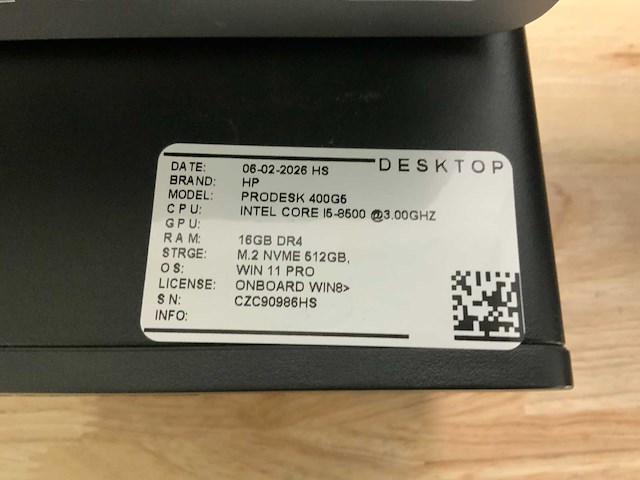 DESKTOP
DATE: 06-02-2026 HS
BRAND: HP
MODEL: PRODESK 400G5
CPU: INTEL CORE I5-8500 @3.00GHZ
GPU:
RAM: 16GB DR4
STRGE: M.2 NVME 512GB,
OS: WIN 11 PRO
LICENSE: ONBOARD WIN8>
SN: CZC90986HS
INFO: